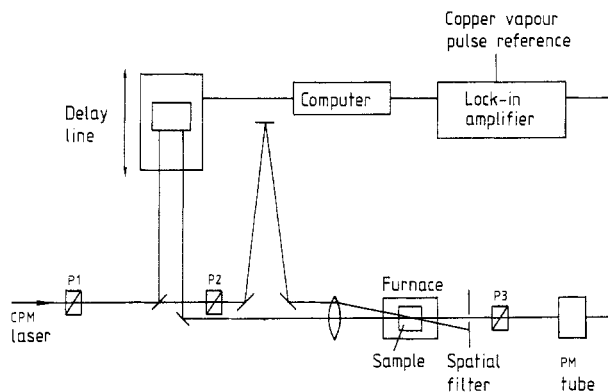 Copper vapour
pulse reference
Delay
line
Computer
Lock-in
amplifier
P1
P2
Furnace
P3
CPM
laser
Sample
Spatial
filter
PM
tube